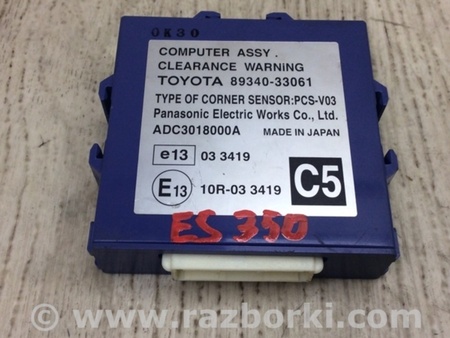 OK30
COMPUTER ASSY.
CLEARANCE WARNING
TOYOTA 89340-33061
TYPE OF CORNER SENSOR:PCS-V03
Panasonic Electric Works Co., Ltd.
ADC3018000A MADE IN JAPAN
e13 03 3419
E13 10R-03 3419
C5
ES 350
© www.razborki.com